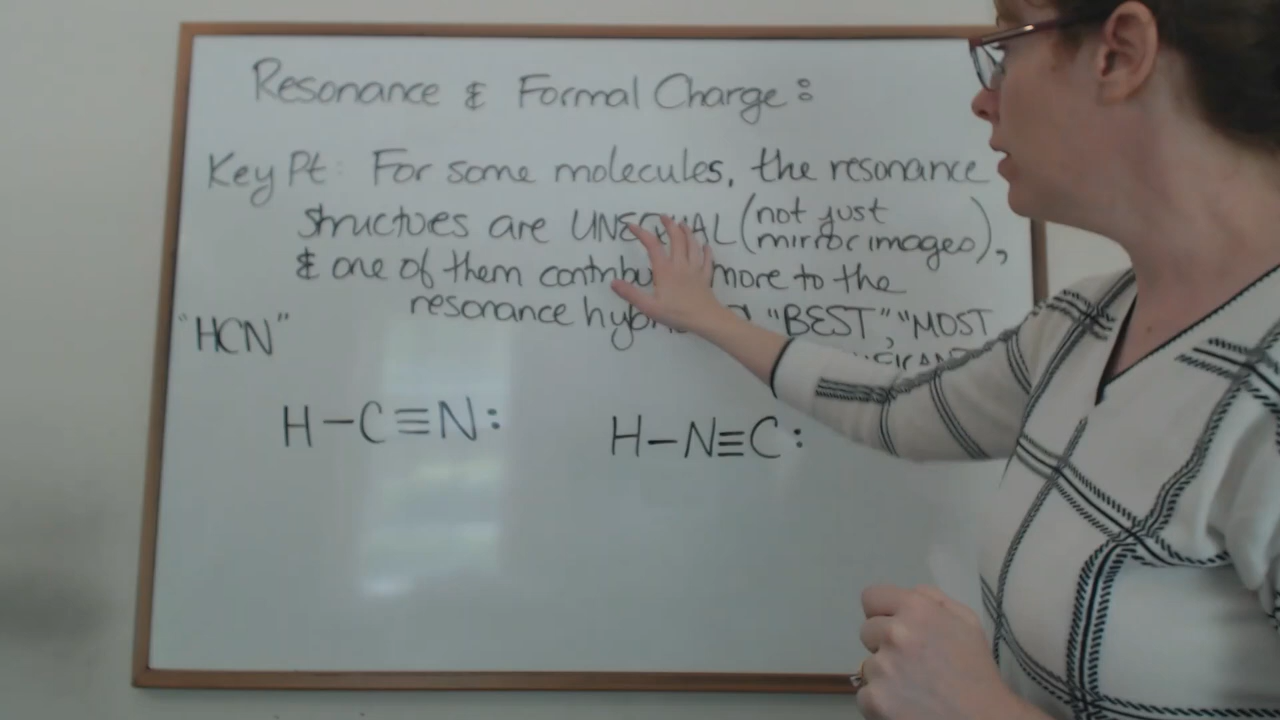 Resonance & Formal Charge:
Key Pt: For some molecules, the resonance
structures are UNEQUAL (not just
mirror images),
& one of them more to the
resonance "BEST", "MOST
"HCN"
H-C≡N:
H-N≡C: